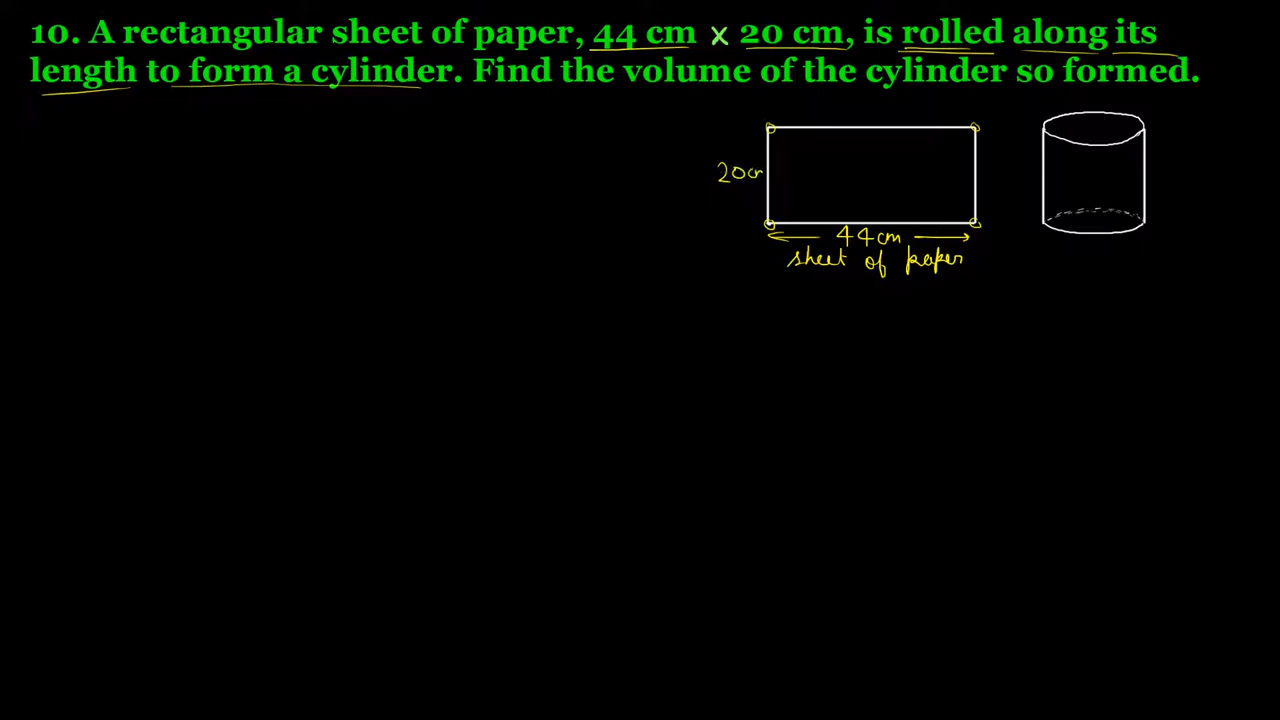 10. A rectangular sheet of paper, 44 cm x 20 cm, is rolled along its
length to form a cylinder. Find the volume of the cylinder so formed.
20cm
44cm
sheet of paper